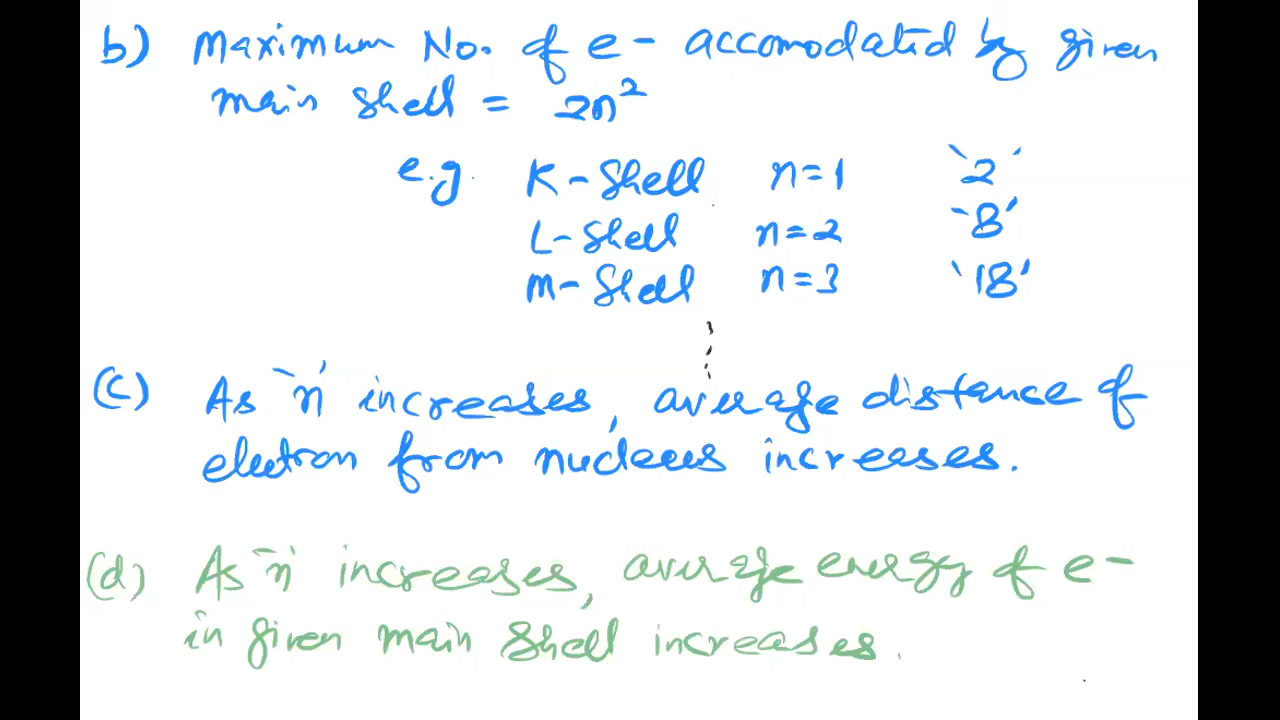 b) Maximum No. of e- accomodated by given
main shell = 2n²
e.g. K-Shell n=1 `2'
L-Shell n=2 `8'
M-Shell n=3 `18'
(c) As `n' increases, average distance of
electron from nucleus increases.
(d) As `n' increases, average energy of e-
in given main shell increases.